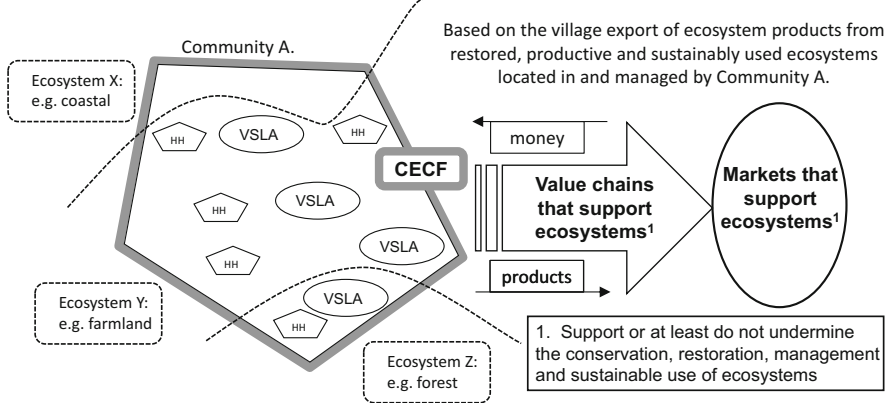 Community A.
Based on the village export of ecosystem products from
restored, productive and sustainably used ecosystems
located in and managed by Community A.
Ecosystem X:
e.g. coastal
HH
VSLA
HH
CECF
HH
VSLA
HH
VSLA
Ecosystem Y:
e.g. farmland
VSLA
HH
Ecosystem Z:
e.g. forest
money
Value chains
that support
ecosystems1
products
Markets that
support
ecosystems1
1. Support or at least do not undermine
the conservation, restoration, management
and sustainable use of ecosystems